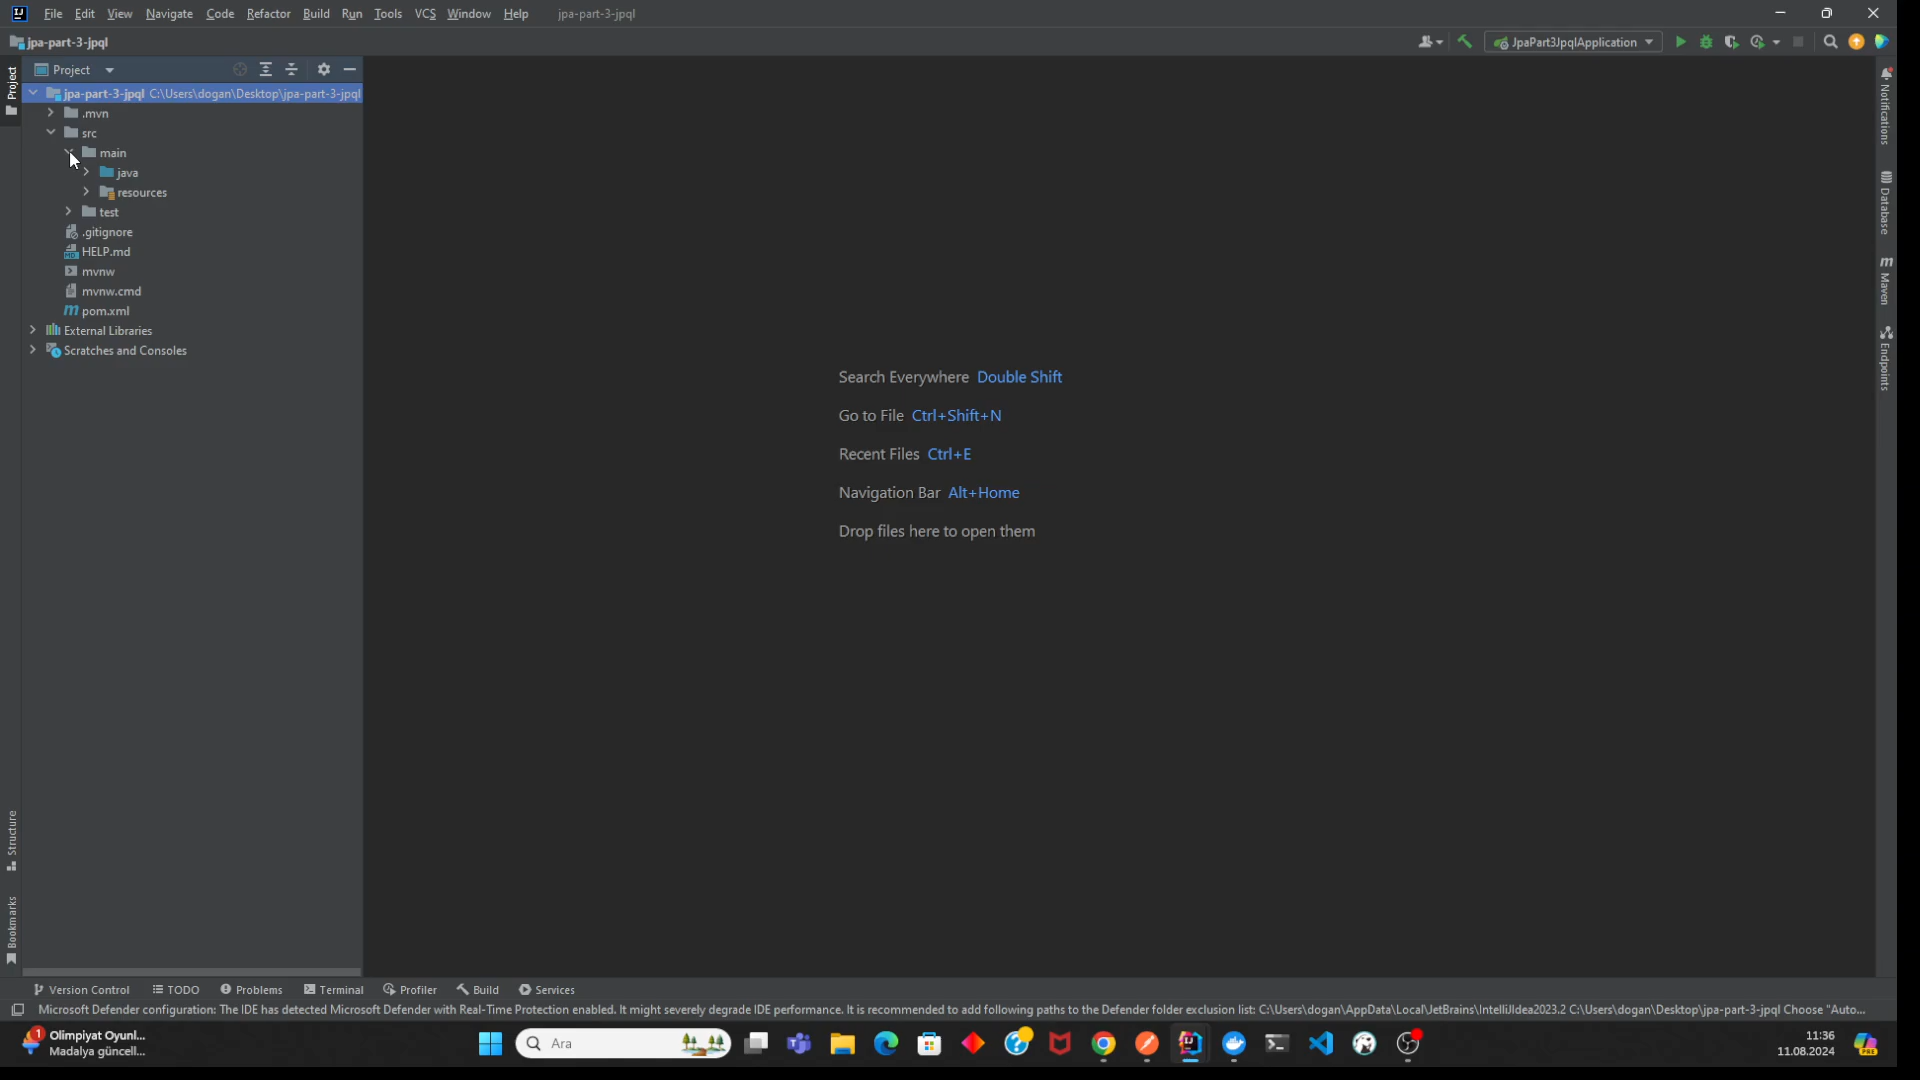 File Edit View Navigate Code Refactor Build Run Tools VCS Window Help jpa-part-3-jpql
jpa-part-3-jpql
JpaPart3JpqlApplication
Project
Project
jpa-part-3-jpql C:\Users\dogan\Desktop\jpa-part-3-jpql
.mvn
src
main
java
resources
test
.gitignore
HELP.md
mvnw
mvnw.cmd
pom.xml
External Libraries
Scratches and Consoles
Search Everywhere Double Shift
Go to File Ctrl+Shift+N
Recent Files Ctrl+E
Navigation Bar Alt+Home
Drop files here to open them
Notifications
Database
Maven
Endpoints
Structure
Bookmarks
Version Control TODO Problems Terminal Profiler Build Services
Microsoft Defender configuration: The IDE has detected Microsoft Defender with Real-Time Protection enabled. It might severely degrade IDE performance. It is recommended to add following paths to the Defender folder exclusion list: C:\Users\dogan\AppData\Local\JetBrains\IntelliJIdea2023.2 C:\Users\dogan\Desktop\jpa-part-3-jpql Choose "Auto...
1
Olimpiyat Oyunl...
Madalya güncell...
Ara
11:36
11.08.2024
PRE